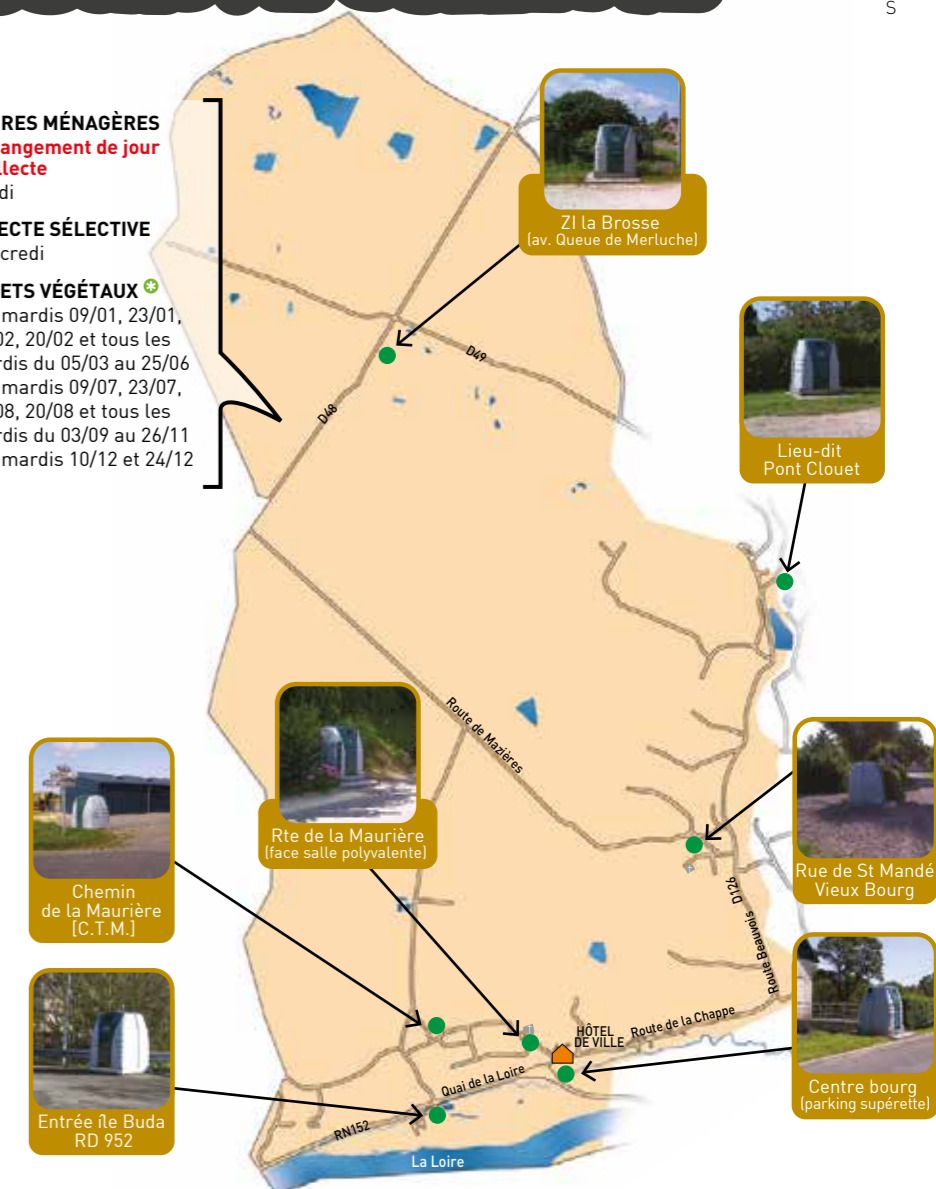 S
RES MÉNAGÈRES
angement de jour
llecte
di
ECTE SÉLECTIVE
credi
ETS VÉGÉTAUX
mardis 09/01, 23/01,
02, 20/02 et tous les
rdis du 05/03 au 25/06
mardis 09/07, 23/07,
08, 20/08 et tous les
rdis du 03/09 au 26/11
mardis 10/12 et 24/12
ZI la Brosse
(av. Queue de Merluche)
D49
D48
Lieu-dit
Pont Clouet
Route de Mazières
Rte de la Maurière
(face salle polyvalente)
Chemin
de la Maurière
[C.T.M.]
Rue de St Mandé
Vieux Bourg
Route Beauvois D126
Route de la Chappe
HÔTEL
DE VILLE
Quai de la Loire
RN152
La Loire
Entrée île Buda
RD 952
Centre bourg
(parking supérette)